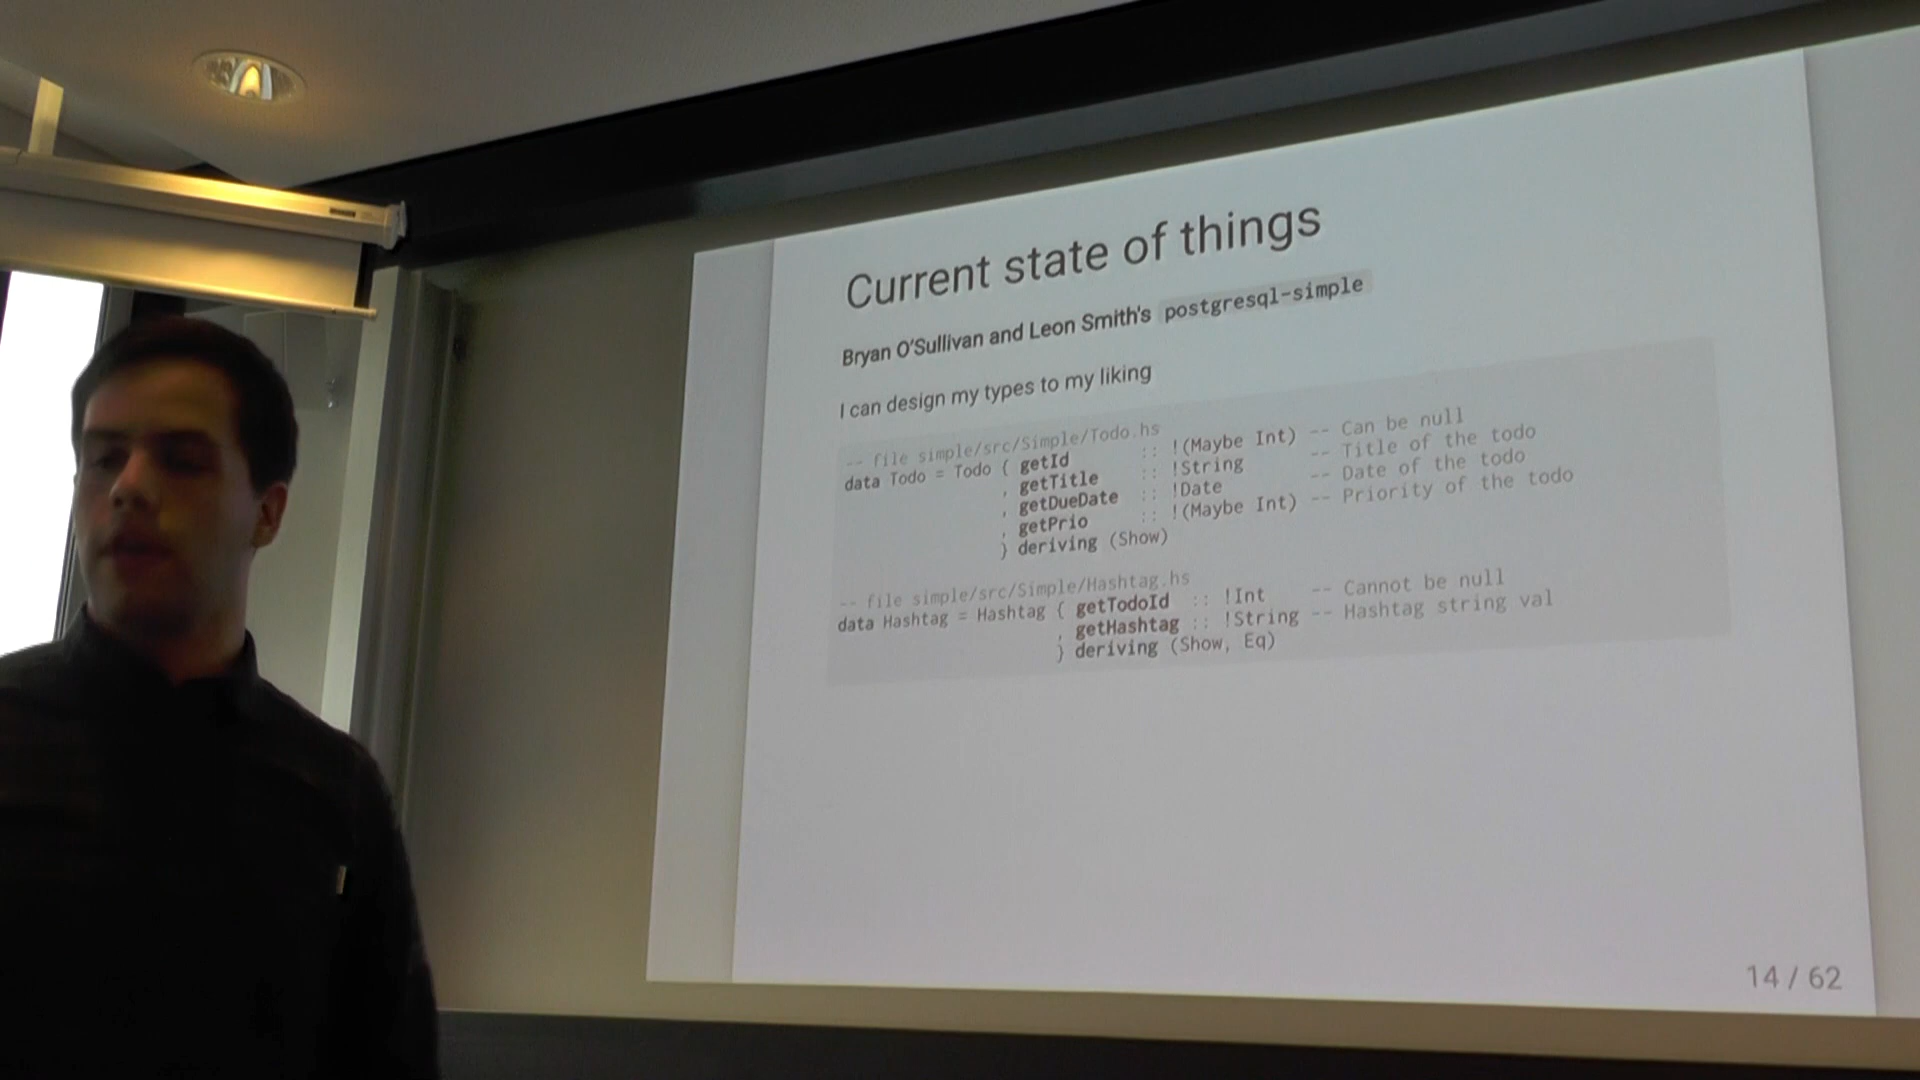 Current state of things
Bryan O'Sullivan and Leon Smith's postgresql-simple
I can design my types to my liking
-- file simple/src/Simple/Todo.hs
data Todo = Todo { getId :: !(Maybe Int) -- Can be null
, getTitle :: !String -- Title of the todo
, getDueDate :: !Date -- Date of the todo
, getPrio :: !(Maybe Int) -- Priority of the todo
} deriving (Show)
-- file simple/src/Simple/Hashtag.hs
data Hashtag = Hashtag { getTodoId :: !Int -- Cannot be null
, getHashtag :: !String -- Hashtag string val
} deriving (Show, Eq)
14 / 62